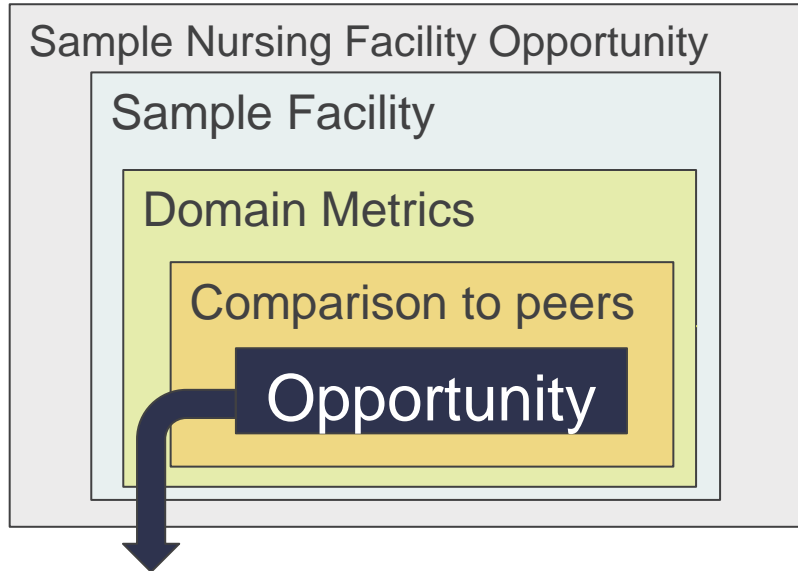 Sample Nursing Facility Opportunity
Sample Facility
Domain Metrics
Comparison to peers
Opportunity